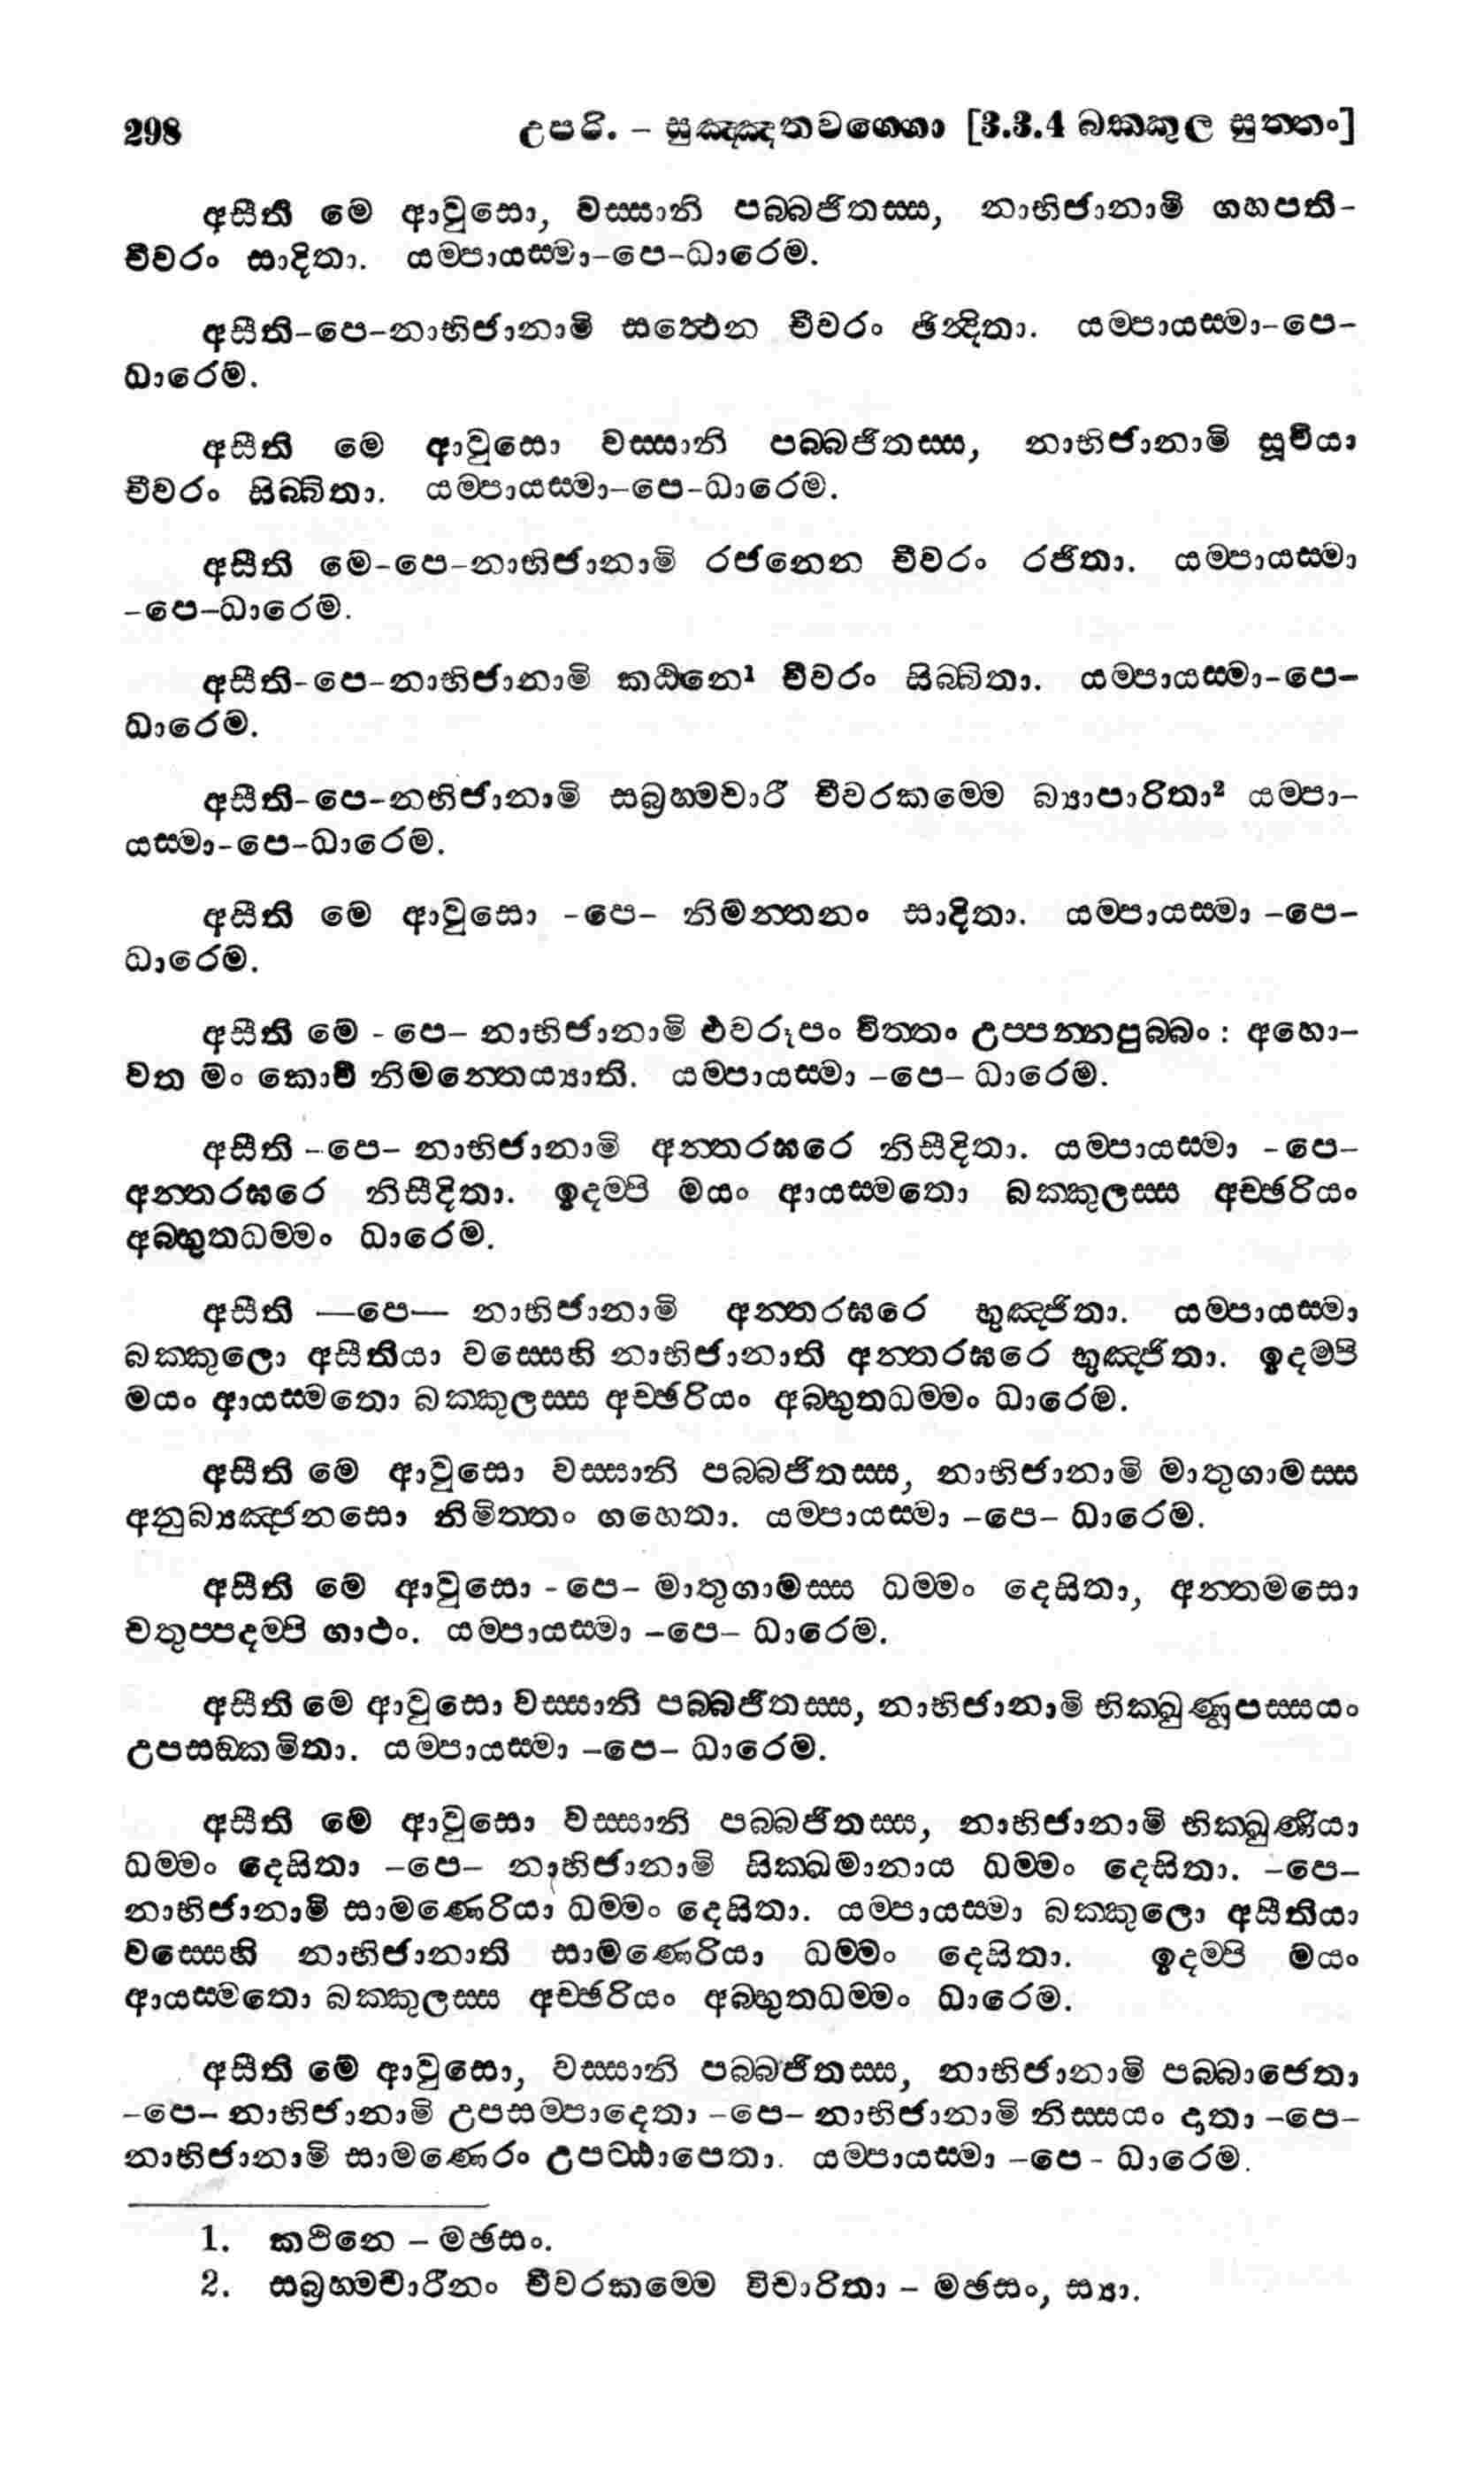 298 උපරි. – සුඤ්ඤතවග්ගො [3.3.4 බක්කුල සුත්තං]
අසීති මෙ ආවුසො, වස්සානි පබ්බජිතස්ස, නාභිජානාමි ගහපති-
චීවරං සාදිතා. යම්පායස්මා-පෙ-ධාරෙම.
අසීති-පෙ-නාභිජානාමි සත්ථෙන චීවරං ඡින්දිතා. යම්පායස්මා-පෙ-
ධාරෙම.
අසීති මෙ ආවුසො වස්සානි පබ්බජිතස්ස, නාභිජානාමි සූචියා
චීවරං සිබ්බිතා. යම්පායස්මා-පෙ-ධාරෙම.
අසීති මෙ-පෙ-නාභිජානාමි රජනෙන චීවරං රජිතා. යම්පායස්මා
-පෙ-ධාරෙම.
අසීති-පෙ-නාභිජානාමි කඨිනෙ¹ චීවරං සිබ්බිතා. යම්පායස්මා-පෙ-
ධාරෙම.
අසීති-පෙ-නභිජානාමි සබ්‍රහ්මචාරී චීවරකම්මෙ බ්‍යාපාරිතා² යම්පා-
යස්මා-පෙ-ධාරෙම.
අසීති මෙ ආවුසො -පෙ- නිමන්තනං සාදිතා. යම්පායස්මා -පෙ-
ධාරෙම.
අසීති මෙ - පෙ- නාභිජානාමි එවරූපං චිත්තං උප්පන්නපුබ්බං : අහො-
වත මං කොචි නිමන්තෙය්‍යාති. යම්පායස්මා -පෙ- ධාරෙම.
අසීති -පෙ- නාභිජානාමි අන්තරඝරෙ නිසීදිතා. යම්පායස්මා -පෙ-
අන්තරඝරෙ නිසීදිතා. ඉදම්පි මයං ආයස්මතො බක්කුලස්ස අච්ඡරියං
අබ්භුතධම්මං ධාරෙම.
අසීති —පෙ— නාභිජානාමි අන්තරඝරෙ භුඤ්ජිතා. යම්පායස්මා
බක්කුලො අසීතියා වස්සෙහි නාභිජානාති අන්තරඝරෙ භුඤ්ජිතා. ඉදම්පි
මයං ආයස්මතො බක්කුලස්ස අච්ඡරියං අබ්භුතධම්මං ධාරෙම.
අසීති මෙ ආවුසො වස්සානි පබ්බජිතස්ස, නාභිජානාමි මාතුගාමස්ස
අනුබ්‍යඤ්ජනසො නිමිත්තං ගහෙතා. යම්පායස්මා -පෙ- ධාරෙම.
අසීති මෙ ආවුසො - පෙ- මාතුගාමස්ස ධම්මං දෙසිතා, අන්තමසො
චතුප්පදම්පි ගාථං. යම්පායස්මා -පෙ- ධාරෙම.
අසීති මෙ ආවුසො වස්සානි පබ්බජිතස්ස, නාභිජානාමි භික්ඛුණූපස්සයං
උපසඞ්කමිතා. යම්පායස්මා -පෙ- ධාරෙම.
අසීති මෙ ආවුසො වස්සානි පබ්බජිතස්ස, නාභිජානාමි භික්ඛුණියා
ධම්මං දෙසිතා -පෙ- නාභිජානාමි සික්ඛමානාය ධම්මං දෙසිතා. -පෙ-
නාභිජානාමි සාමණෙරියා ධම්මං දෙසිතා. යම්පායස්මා බක්කුලො අසීතියා
වස්සෙහි නාභිජානාති සාමණෙරියා ධම්මං දෙසිතා. ඉදම්පි මයං
ආයස්මතො බක්කුලස්ස අච්ඡරියං අබ්භුතධම්මං ධාරෙම.
අසීති මෙ ආවුසො, වස්සානි පබ්බජිතස්ස, නාභිජානාමි පබ්බාජෙතා
-පෙ- නාභිජානාමි උපසම්පාදෙතා -පෙ- නාභිජානාමි නිස්සයං දාතා -පෙ-
නාභිජානාමි සාමණෙරං උපට්ඨාපෙතා. යම්පායස්මා -පෙ - ධාරෙම.
1. කථිනෙ – මඡසං.
2. සබ්‍රහ්මචාරීනං චීවරකම්මෙ විචාරිතා – මඡසං, ස්‍යා.